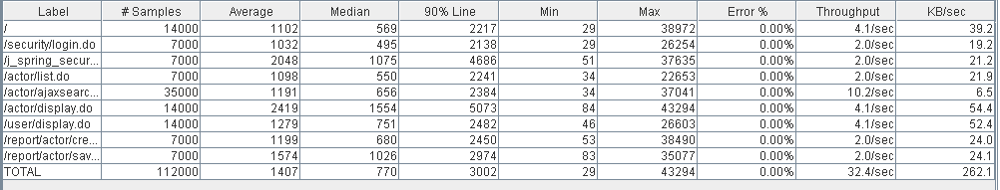 Label # Samples Average Median 90% Line Min Max Error % Throughput KB/sec
/ 14000 1102 569 2217 29 38972 0.00% 4.1/sec 39.2
/security/login.do 7000 1032 495 2138 29 26254 0.00% 2.0/sec 19.2
/j_spring_secur... 7000 2048 1075 4686 51 37635 0.00% 2.0/sec 21.2
/actor/list.do 7000 1098 550 2241 34 22653 0.00% 2.0/sec 21.9
/actor/ajaxsearc... 35000 1191 656 2384 34 37041 0.00% 10.2/sec 6.5
/actor/display.do 14000 2419 1554 5073 84 43294 0.00% 4.1/sec 54.4
/user/display.do 14000 1279 751 2482 46 26603 0.00% 4.1/sec 52.4
/report/actor/cre... 7000 1199 680 2450 53 38490 0.00% 2.0/sec 24.0
/report/actor/sav... 7000 1574 1026 2974 83 35077 0.00% 2.0/sec 24.1
TOTAL 112000 1407 770 3002 29 43294 0.00% 32.4/sec 262.1